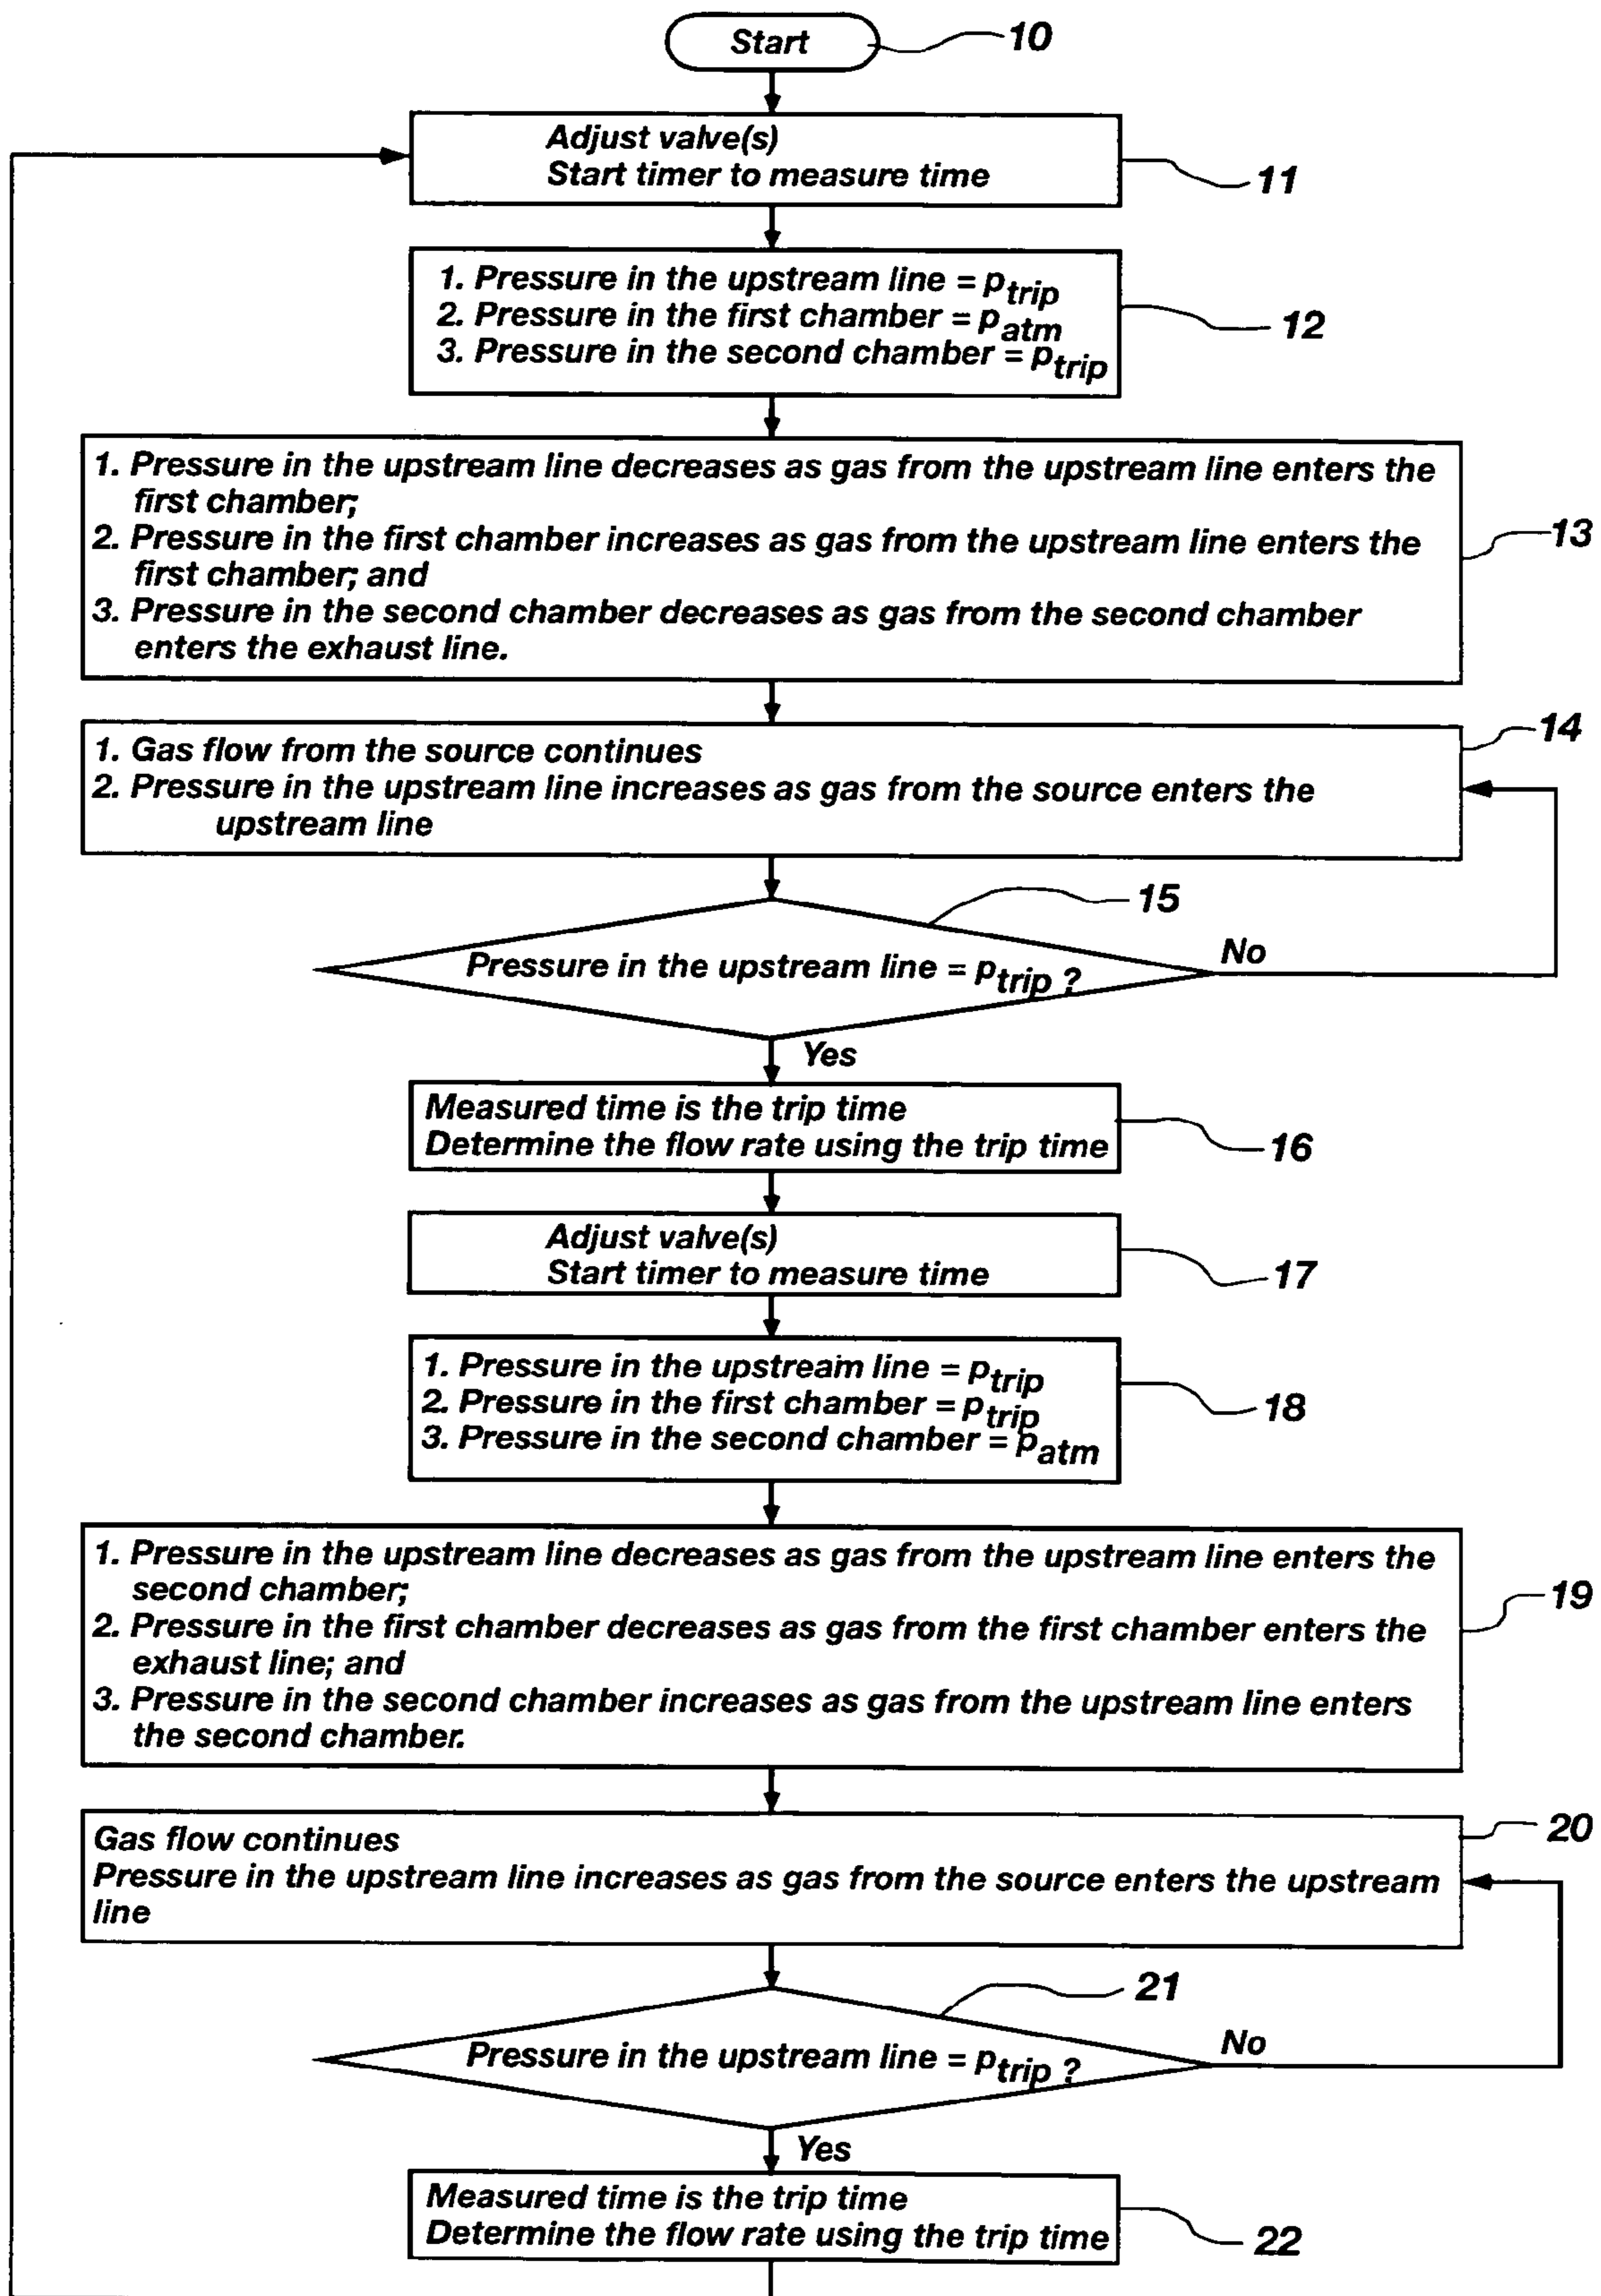 Start
10
Adjust valve(s)
Start timer to measure time
11
1. Pressure in the upstream line = p_trip
2. Pressure in the first chamber = p_atm
3. Pressure in the second chamber = p_trip
12
1. Pressure in the upstream line decreases as gas from the upstream line enters the
first chamber;
2. Pressure in the first chamber increases as gas from the upstream line enters the
first chamber; and
3. Pressure in the second chamber decreases as gas from the second chamber
enters the exhaust line.
13
1. Gas flow from the source continues
2. Pressure in the upstream line increases as gas from the source enters the
upstream line
14
15
Pressure in the upstream line = p_trip ?
No
Yes
Measured time is the trip time
Determine the flow rate using the trip time
16
Adjust valve(s)
Start timer to measure time
17
1. Pressure in the upstream line = p_trip
2. Pressure in the first chamber = p_trip
3. Pressure in the second chamber = p_atm
18
1. Pressure in the upstream line decreases as gas from the upstream line enters the
second chamber;
2. Pressure in the first chamber decreases as gas from the first chamber enters the
exhaust line; and
3. Pressure in the second chamber increases as gas from the upstream line enters
the second chamber.
19
Gas flow continues
Pressure in the upstream line increases as gas from the source enters the upstream
line
20
21
Pressure in the upstream line = p_trip ?
No
Yes
Measured time is the trip time
Determine the flow rate using the trip time
22